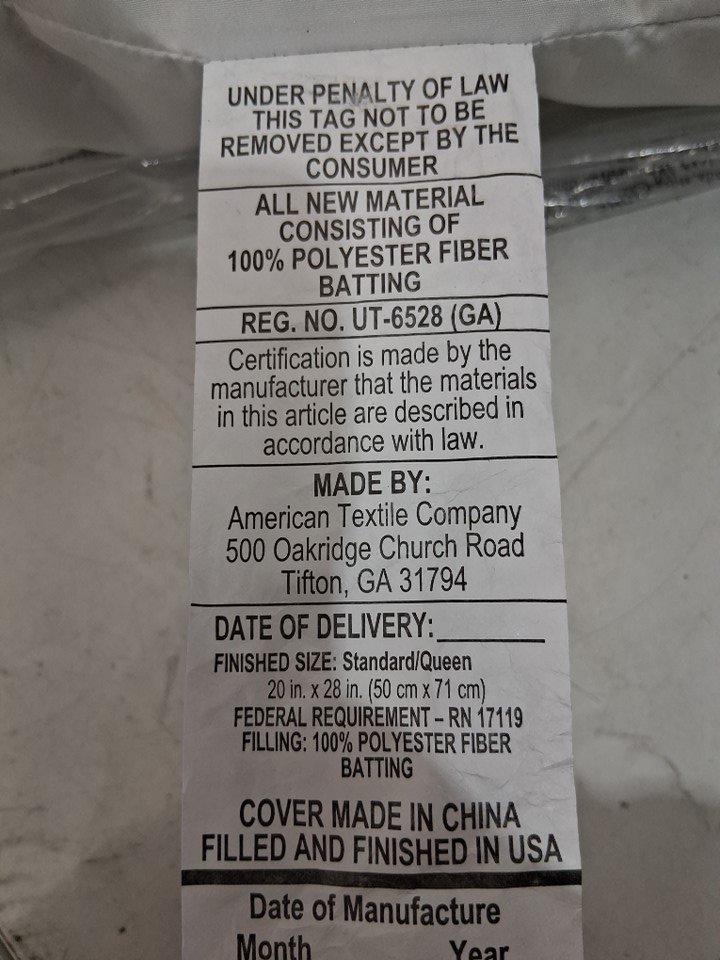 UNDER PENALTY OF LAW
THIS TAG NOT TO BE
REMOVED EXCEPT BY THE
CONSUMER
ALL NEW MATERIAL
CONSISTING OF
100% POLYESTER FIBER
BATTING
REG. NO. UT-6528 (GA)
Certification is made by the
manufacturer that the materials
in this article are described in
accordance with law.
MADE BY:
American Textile Company
500 Oakridge Church Road
Tifton, GA 31794
DATE OF DELIVERY:
FINISHED SIZE: Standard/Queen
20 in. x 28 in. (50 cm x 71 cm)
FEDERAL REQUIREMENT – RN 17119
FILLING: 100% POLYESTER FIBER
BATTING
COVER MADE IN CHINA
FILLED AND FINISHED IN USA
Date of Manufacture
Month Year